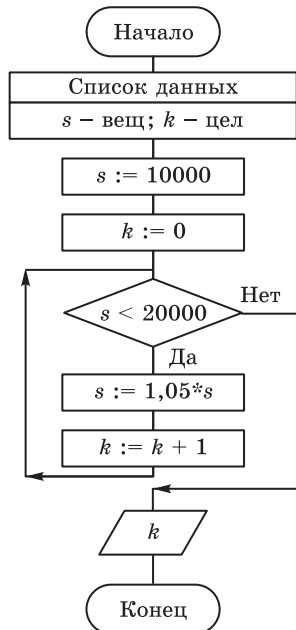 Начало
Список данных
s – вещ; k – цел
s := 10000
k := 0
s < 20000
Нет
Да
s := 1,05*s
k := k + 1
k
Конец